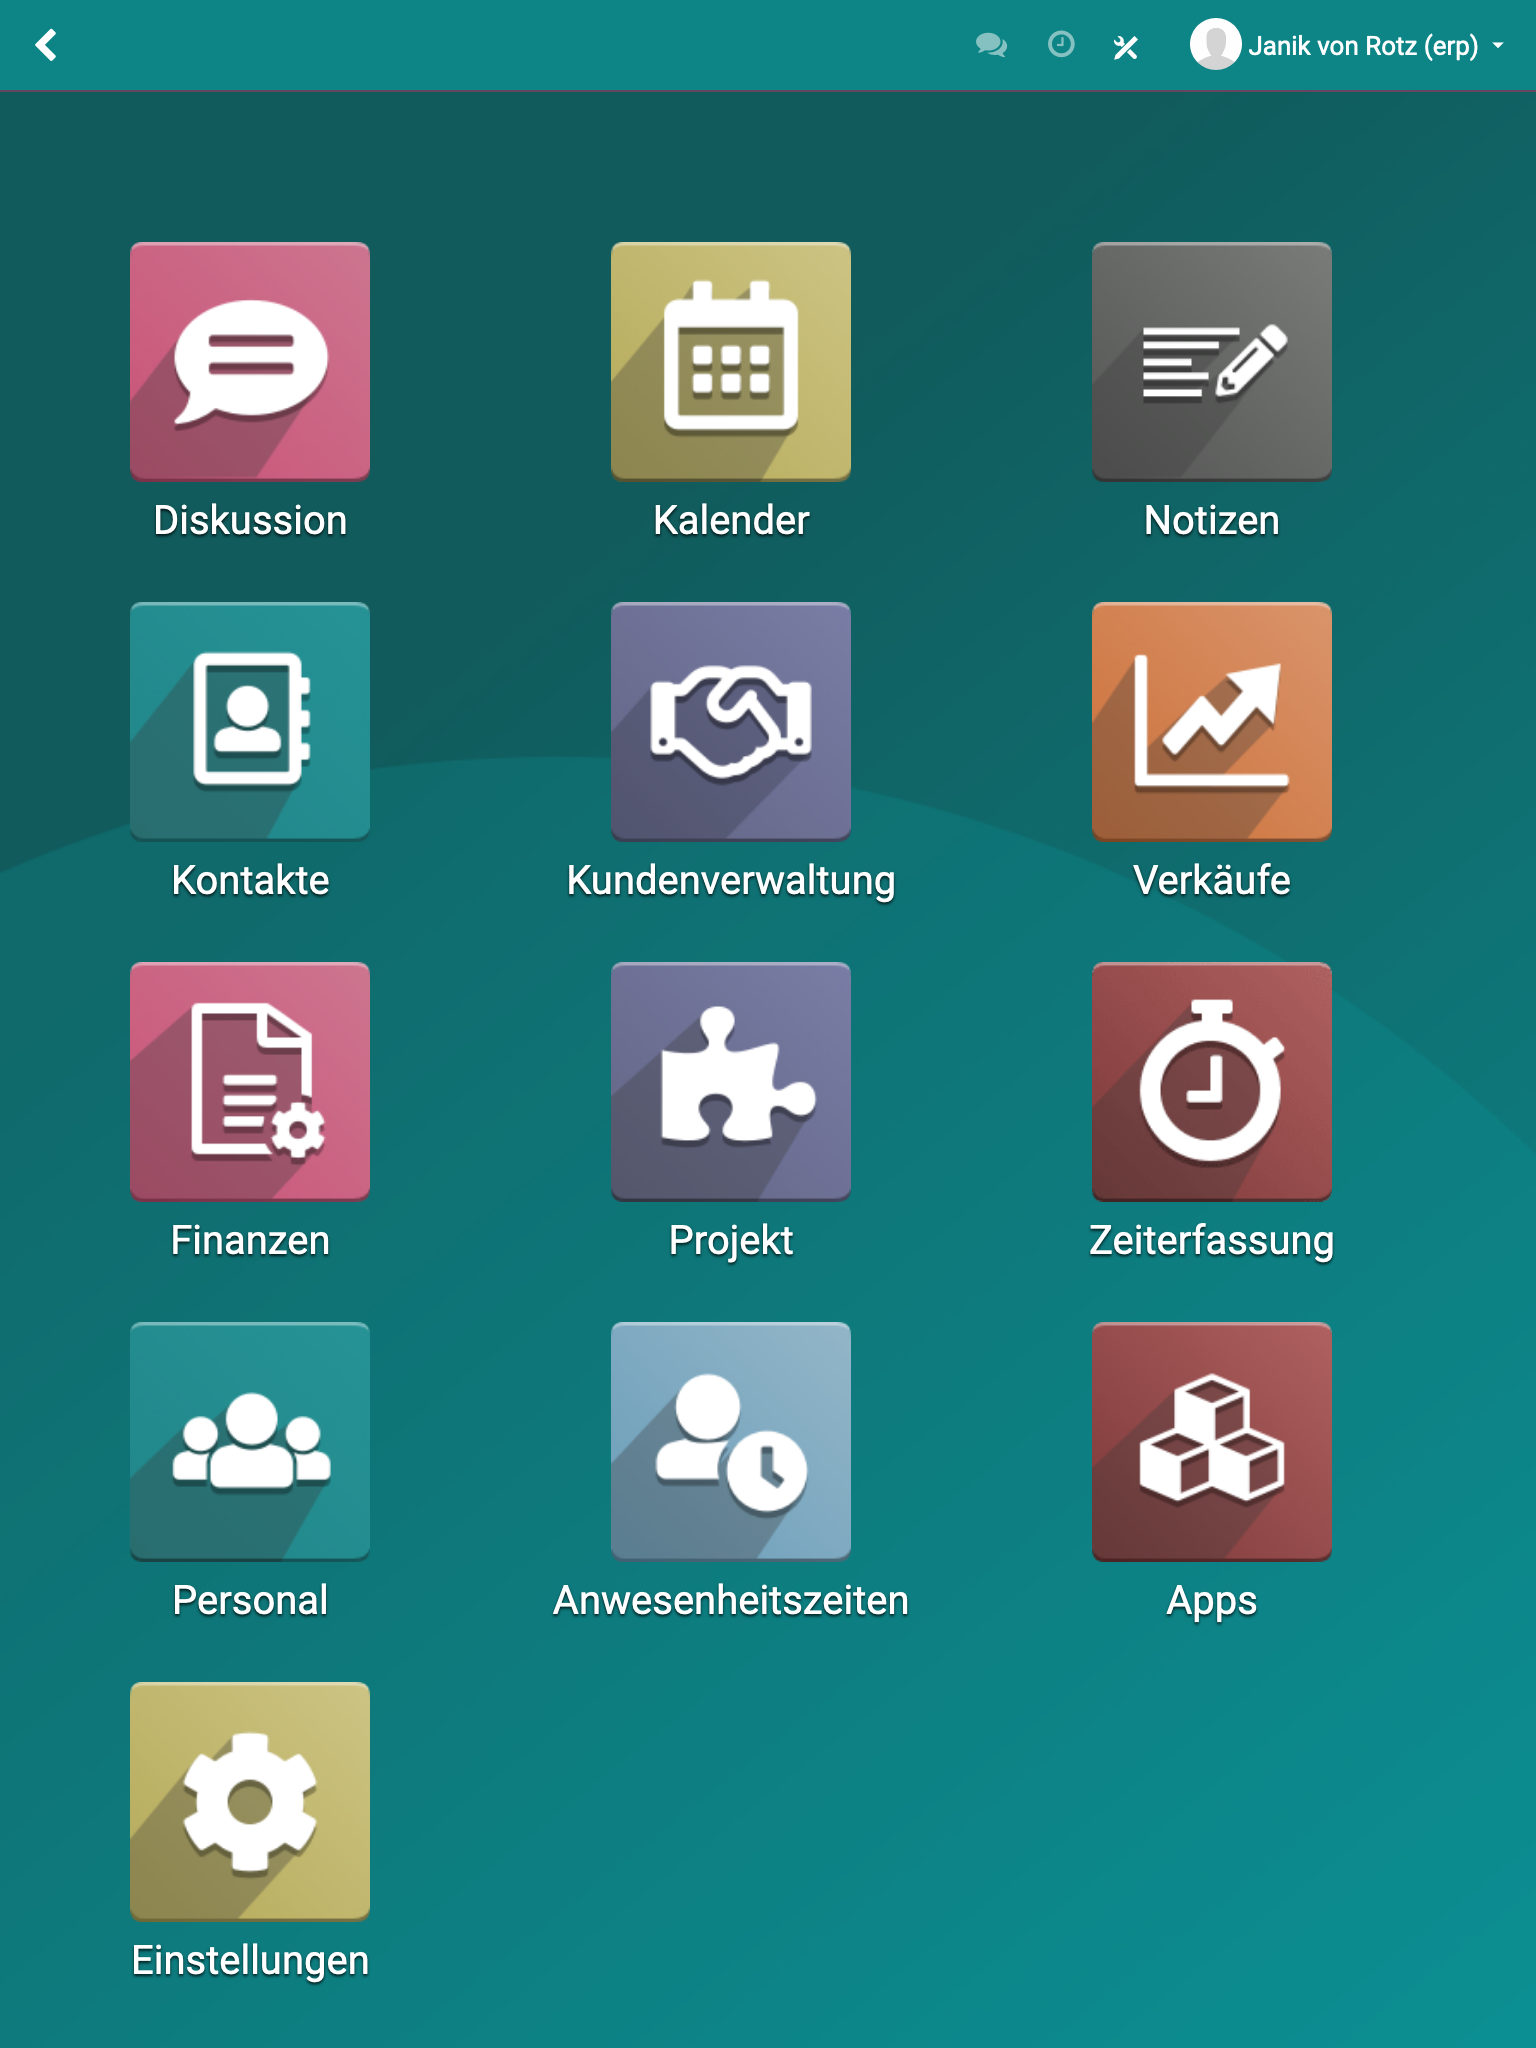 Janik von Rotz (erp)
Diskussion
Kalender
Notizen
Kontakte
Kundenverwaltung
Verkäufe
Finanzen
Projekt
Zeiterfassung
Personal
Anwesenheitszeiten
Apps
Einstellungen